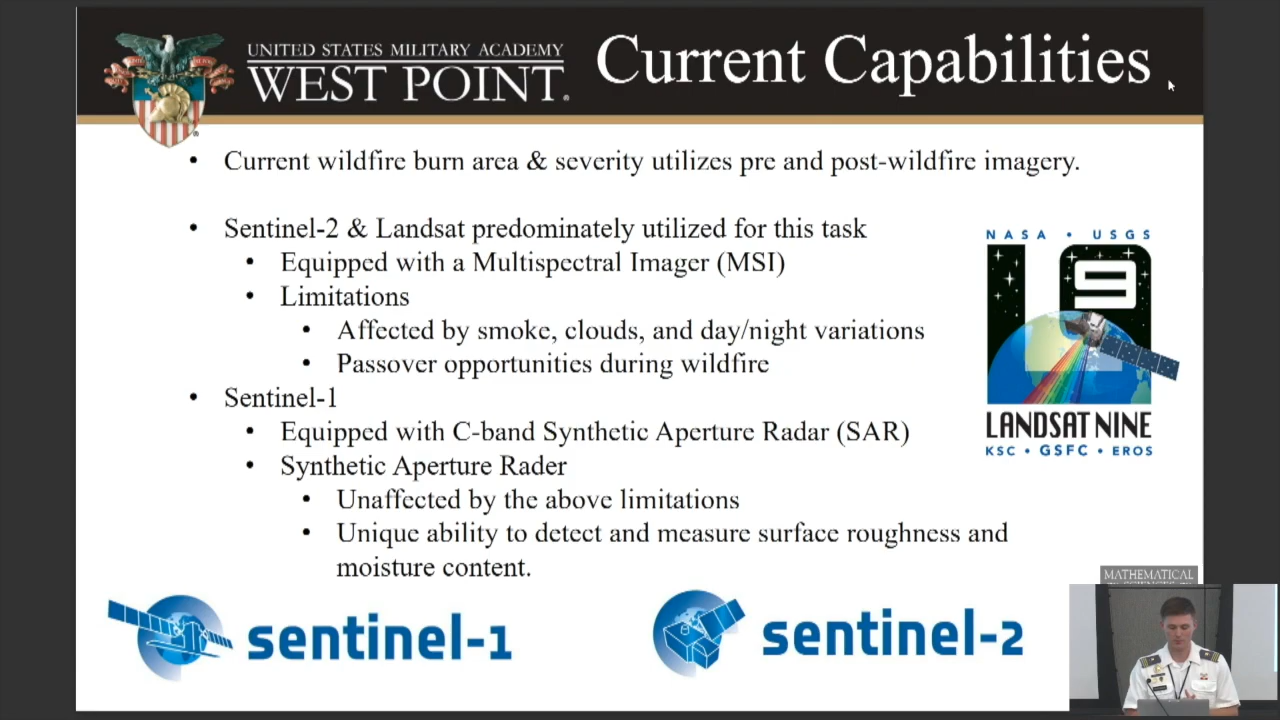 UNITED STATES MILITARY ACADEMY
WEST POINT®
Current Capabilities
• Current wildfire burn area & severity utilizes pre and post-wildfire imagery.
• Sentinel-2 & Landsat predominately utilized for this task
• Equipped with a Multispectral Imager (MSI)
• Limitations
• Affected by smoke, clouds, and day/night variations
• Passover opportunities during wildfire
• Sentinel-1
• Equipped with C-band Synthetic Aperture Radar (SAR)
• Synthetic Aperture Rader
• Unaffected by the above limitations
• Unique ability to detect and measure surface roughness and
moisture content.
NASA • USGS
L9
LANDSAT NINE
KSC • GSFC • EROS
sentinel-1
sentinel-2
MATHEMATICAL